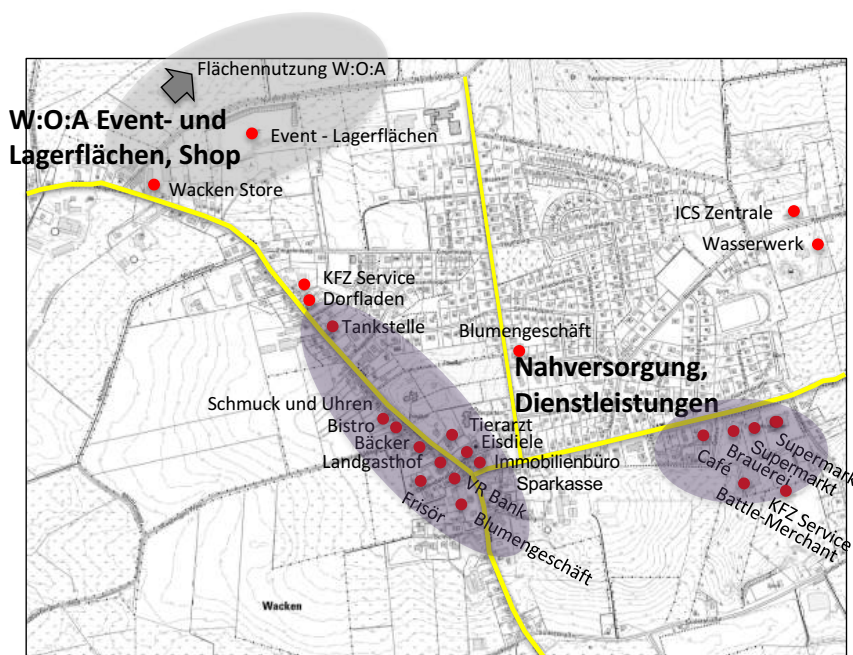 Flächennutzung W:O:A
W:O:A Event- und
Lagerflächen, Shop
Event - Lagerflächen
Wacken Store
ICS Zentrale
Wasserwerk
KFZ Service
Dorfladen
Tankstelle
Blumengeschäft
Nahversorgung,
Dienstleistungen
Schmuck und Uhren
Bistro
Bäcker
Landgasthof
Frisör
Tierarzt
Eisdiele
Immobilienbüro
Sparkasse
VR Bank
Blumengeschäft
Café
Brauerei
Supermarkt
Supermark
Battle-Merchant
KFZ Service
Wacken